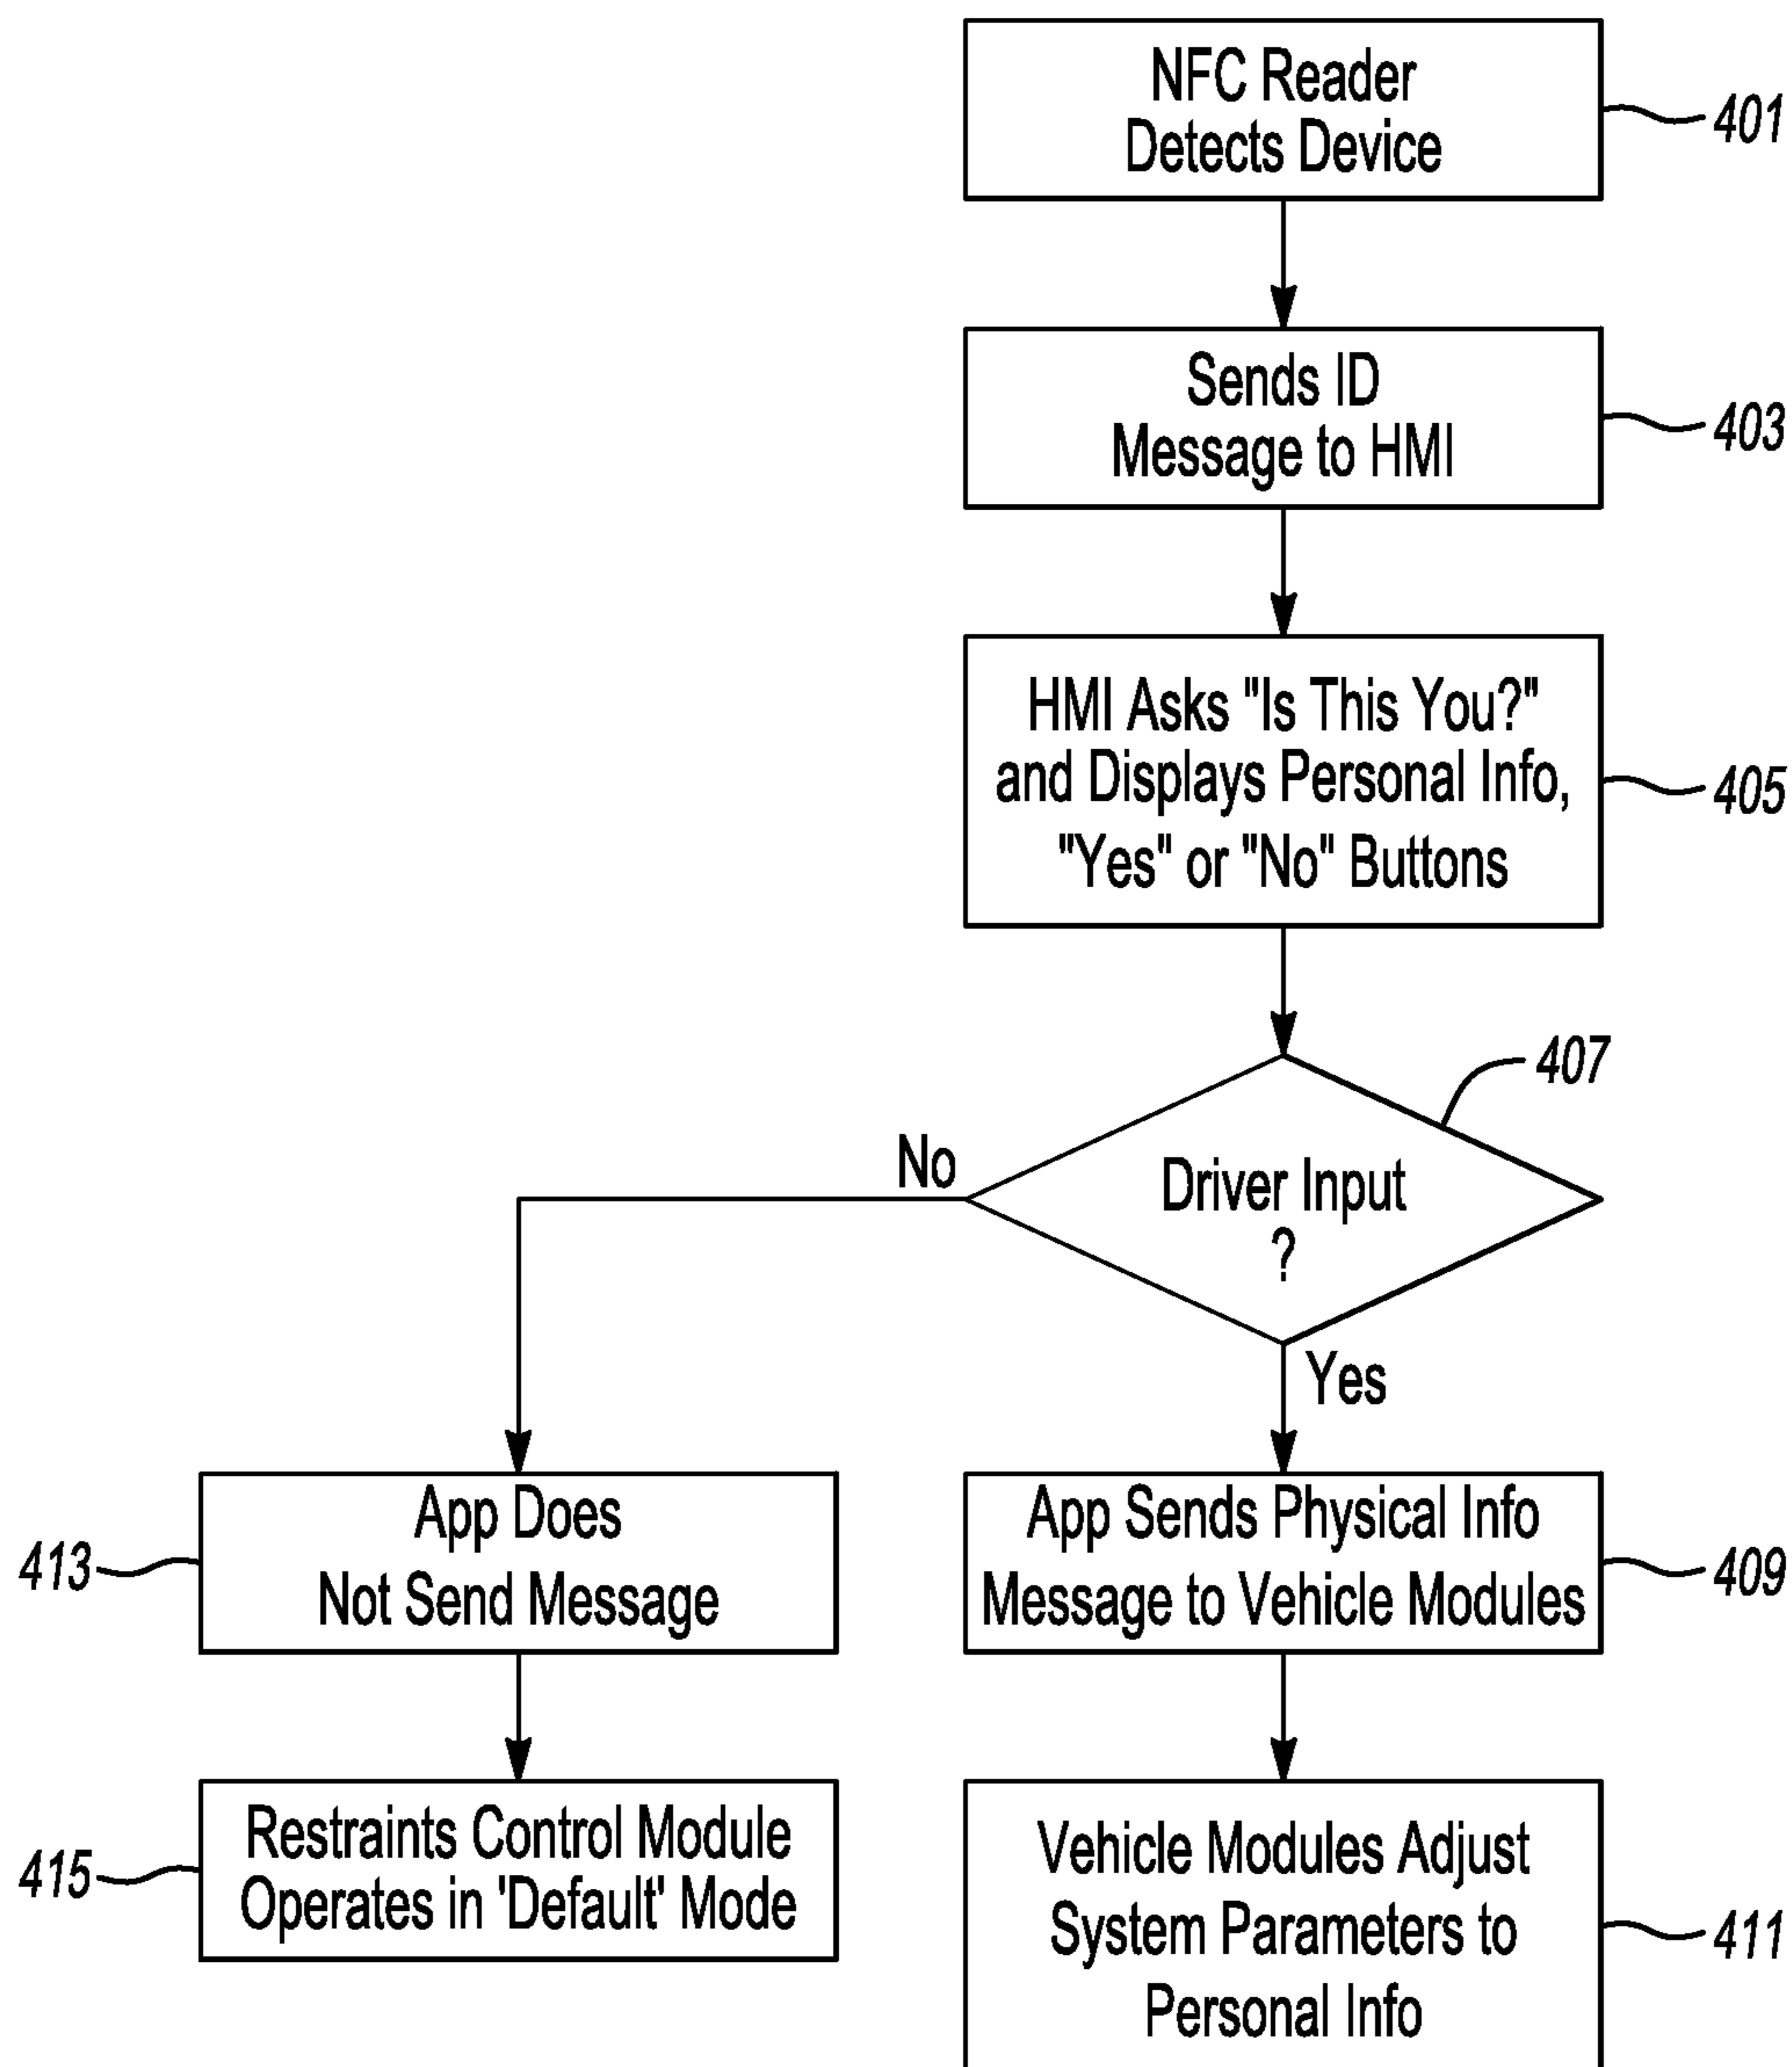 NFC Reader
Detects Device
401
Sends ID
Message to HMI
403
HMI Asks "Is This You?"
and Displays Personal Info,
"Yes" or "No" Buttons
405
407
Driver Input
?
No
Yes
App Does
Not Send Message
413
App Sends Physical Info
Message to Vehicle Modules
409
Restraints Control Module
Operates in 'Default' Mode
415
Vehicle Modules Adjust
System Parameters to
Personal Info
411